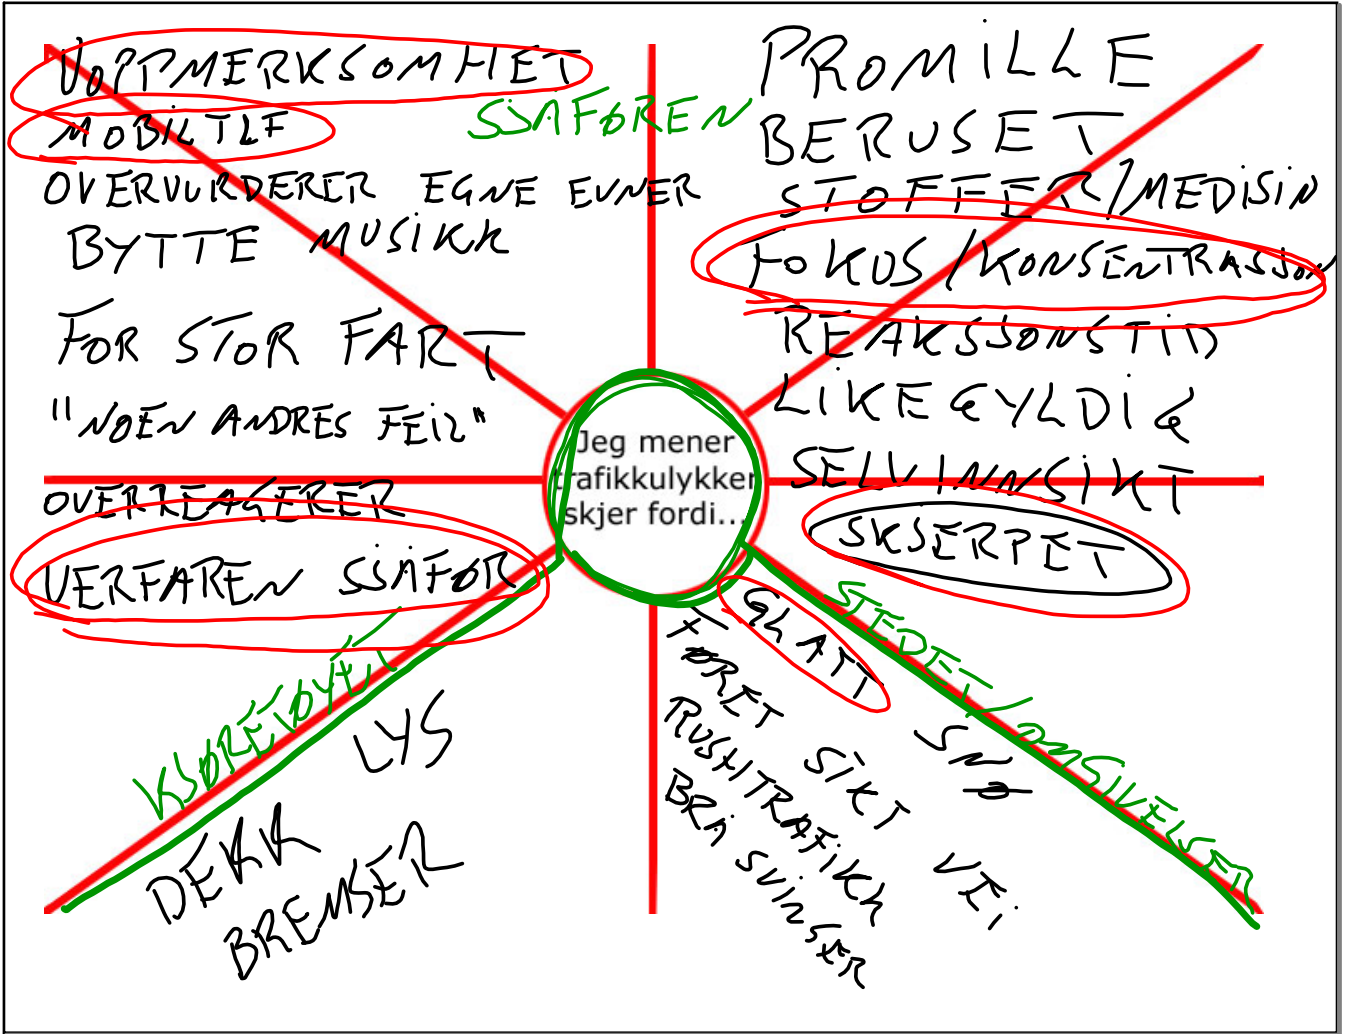 UOPPMERKSOMHET
MOBILTLF
OVERVURDERER EGNE EVNER
BYTTE MUSIKK
FOR STOR FART
"NOEN ANDRES FEIL"
OVERREAGERER
UERFAREN SJÅFØR
SJÅFØREN
PROMILLE
BERUSET
STOFFER/MEDISIN
FOKUS/KONSENTRASJON
REAKSJONSTID
LIKEGYLDIG
SELVINNSIKT
SKJERPET
Jeg mener
trafikkulykker
skjer fordi...
KJØRETØYET
LYS
DEKK
BREMSER
STEDET/OMGIVELSER
GLATT
FØRET
SNØ
SIKT
RUSHTRAFIKK
VEI
BRÅ SVINGER